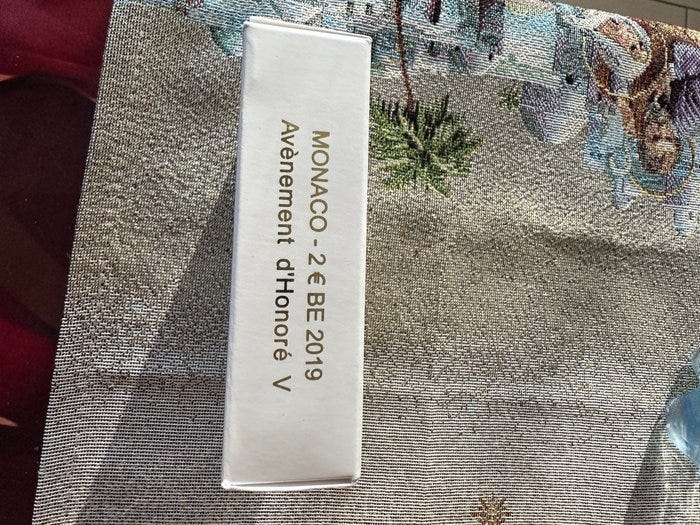 MONACO - 2 € BE 2019
Avènement d'Honoré V